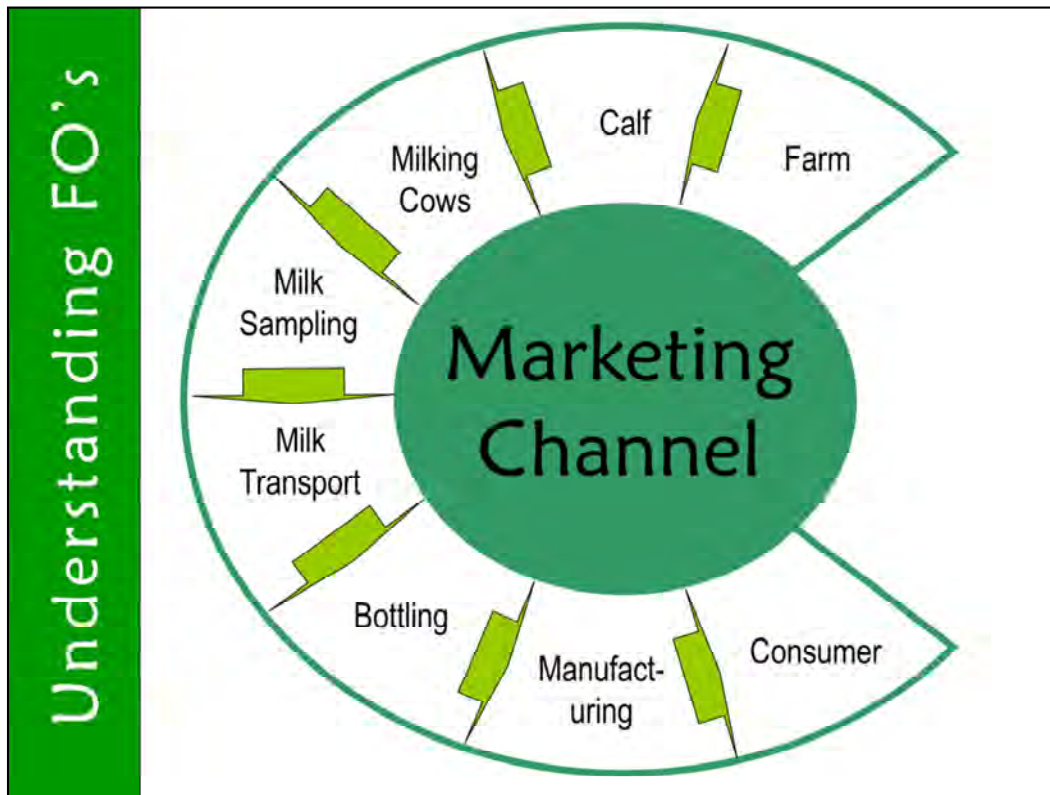 Understanding FO's
Farm
Calf
Milking
Cows
Milk
Sampling
Milk
Transport
Bottling
Manufact-
uring
Consumer
Marketing
Channel